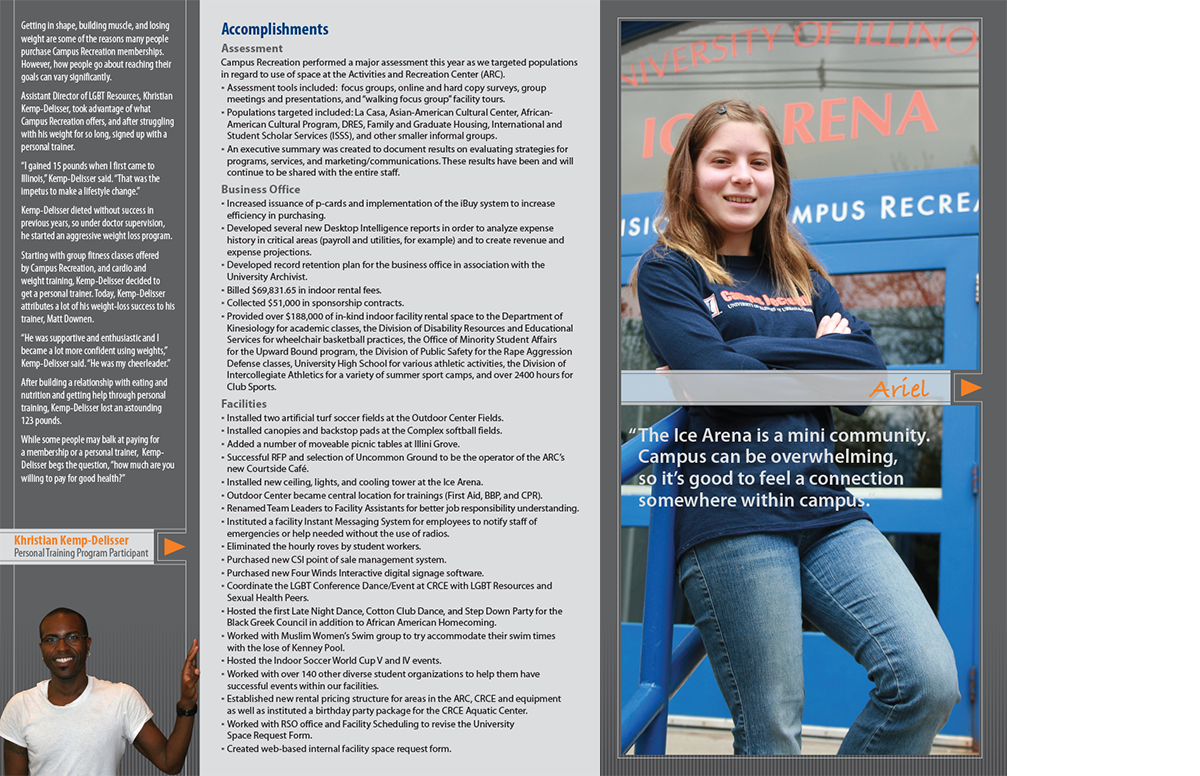 Getting in shape, building muscle, and losing
weight are some of the reasons many people
purchase Campus Recreation memberships.
However, how people go about reaching their
goals can vary significantly.
Assistant Director of LGBT Resources, Khristian
Kemp-Delisser, took advantage of what
Campus Recreation offers, and after struggling
with his weight for so long, signed up with a
personal trainer.
"I gained 15 pounds when I first came to
Illinois," Kemp-Delisser said. "That was the
impetus to make a lifestyle change."
Kemp-Delisser dieted without success in
previous years, so under doctor supervision,
he started an aggressive weight loss program.
Starting with group fitness classes offered
by Campus Recreation, and cardio and
weight training, Kemp-Delisser decided to
get a personal trainer. Today, Kemp-Delisser
attributes a lot of his weight-loss success to his
trainer, Matt Downen.
"He was supportive and enthusiastic and I
became a lot more confident using weights,"
Kemp-Delisser said. "He was my cheerleader."
After building a relationship with eating and
nutrition and getting help through personal
training, Kemp-Delisser lost an astounding
123 pounds.
While some people may balk at paying for
a membership or a personal trainer, Kemp-
Delisser begs the question, "how much are you
willing to pay for good health?"
Khristian Kemp-Delisser
Personal Training Program Participant
Accomplishments
Assessment
Campus Recreation performed a major assessment this year as we targeted populations
in regard to use of space at the Activities and Recreation Center (ARC).
• Assessment tools included: focus groups, online and hard copy surveys, group
meetings and presentations, and "walking focus group" facility tours.
• Populations targeted included: La Casa, Asian-American Cultural Center, African-
American Cultural Program, DRES, Family and Graduate Housing, International and
Student Scholar Services (ISSS), and other smaller informal groups.
• An executive summary was created to document results on evaluating strategies for
programs, services, and marketing/communications. These results have been and will
continue to be shared with the entire staff.
Business Office
• Increased issuance of p-cards and implementation of the iBuy system to increase
efficiency in purchasing.
• Developed several new Desktop Intelligence reports in order to analyze expense
history in critical areas (payroll and utilities, for example) and to create revenue and
expense projections.
• Developed record retention plan for the business office in association with the
University Archivist.
• Billed $69,831.65 in indoor rental fees.
• Collected $51,000 in sponsorship contracts.
• Provided over $188,000 of in-kind indoor facility rental space to the Department of
Kinesiology for academic classes, the Division of Disability Resources and Educational
Services for wheelchair basketball practices, the Office of Minority Student Affairs
for the Upward Bound program, the Division of Public Safety for the Rape Aggression
Defense classes, University High School for various athletic activities, the Division of
Intercollegiate Athletics for a variety of summer sport camps, and over 2400 hours for
Club Sports.
Facilities
• Installed two artificial turf soccer fields at the Outdoor Center Fields.
• Installed canopies and backstop pads at the Complex softball fields.
• Added a number of moveable picnic tables at Illini Grove.
• Successful RFP and selection of Uncommon Ground to be the operator of the ARC's
new Courtside Café.
• Installed new ceiling, lights, and cooling tower at the Ice Arena.
• Outdoor Center became central location for trainings (First Aid, BBP, and CPR).
• Renamed Team Leaders to Facility Assistants for better job responsibility understanding.
• Instituted a facility Instant Messaging System for employees to notify staff of
emergencies or help needed without the use of radios.
• Eliminated the hourly roves by student workers.
• Purchased new CSI point of sale management system.
• Purchased new Four Winds Interactive digital signage software.
• Coordinate the LGBT Conference Dance/Event at CRCE with LGBT Resources and
Sexual Health Peers.
• Hosted the first Late Night Dance, Cotton Club Dance, and Step Down Party for the
Black Greek Council in addition to African American Homecoming.
• Worked with Muslim Women's Swim group to try accommodate their swim times
with the lose of Kenney Pool.
• Hosted the Indoor Soccer World Cup V and IV events.
• Worked with over 140 other diverse student organizations to help them have
successful events within our facilities.
• Established new rental pricing structure for areas in the ARC, CRCE and equipment
as well as instituted a birthday party package for the CRCE Aquatic Center.
• Worked with RSO office and Facility Scheduling to revise the University
Space Request Form.
• Created web-based internal facility space request form.
NIVERSITY OF ILLINO
IC ARENA
ISI MPUS RECREA
Ariel
"The Ice Arena is a mini community.
Campus can be overwhelming,
so it's good to feel a connection
somewhere within campus.